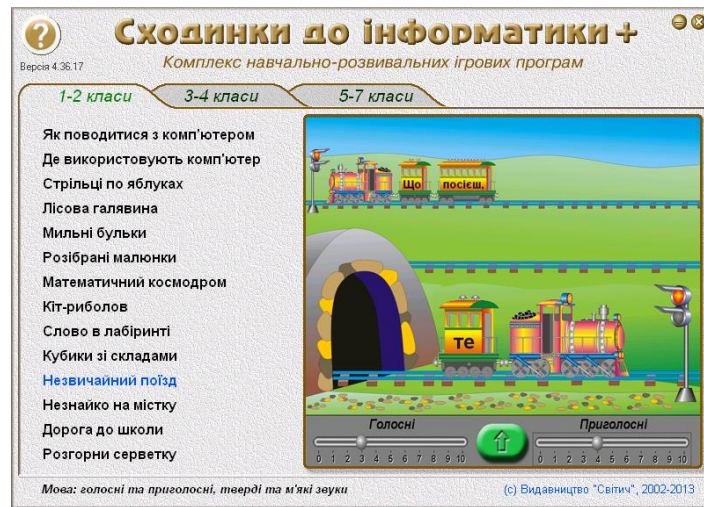 ?
Сходинки до інформатики +
Версія 4.36.17
Комплекс навчально-розвивальних ігрових програм
1-2 класи 3-4 класи 5-7 класи
Як поводитися з комп'ютером
Де використовують комп'ютер
Стрільці по яблуках
Лісова галявина
Мильні бульки
Розібрані малюнки
Математичний космодром
Кіт-риболов
Слово в лабіринті
Кубики зі складами
Незвичайний поїзд
Незнайко на містку
Дорога до школи
Розгорни серветку
Що посієш,
те
Голосні Приголосні
0 1 2 3 4 5 6 7 8 9 10 0 1 2 3 4 5 6 7 8 9 10
Мова: голосні та приголосні, тверді та м'які звуки (c) Видавництво "Світич", 2002-2013